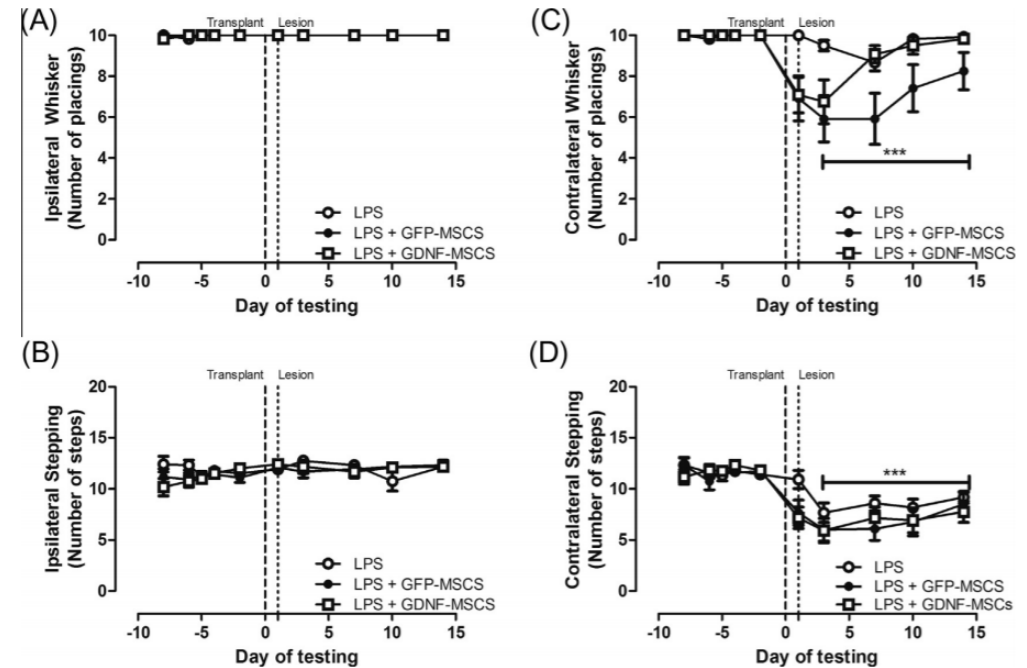 (A)
Transplant Lesion
Ipsilateral Whisker
(Number of placings)
10
8
6
4
2
0
LPS
LPS + GFP-MSCS
LPS + GDNF-MSCS
-10 -5 0 5 10 15
Day of testing
(C)
Transplant Lesion
Contralateral Whisker
(Number of placings)
10
8
6
4
2
0
***
LPS
LPS + GFP-MSCS
LPS + GDNF-MSCS
-10 -5 0 5 10 15
Day of testing
(B)
Transplant Lesion
Ipsilateral Stepping
(Number of steps)
20
15
10
5
0
LPS
LPS + GFP-MSCS
LPS + GDNF-MSCS
-10 -5 0 5 10 15
Day of testing
(D)
Transplant Lesion
Contralateral Stepping
(Number of steps)
20
15
10
5
0
***
LPS
LPS + GFP-MSCS
LPS + GDNF-MSCs
-10 -5 0 5 10 15
Day of testing